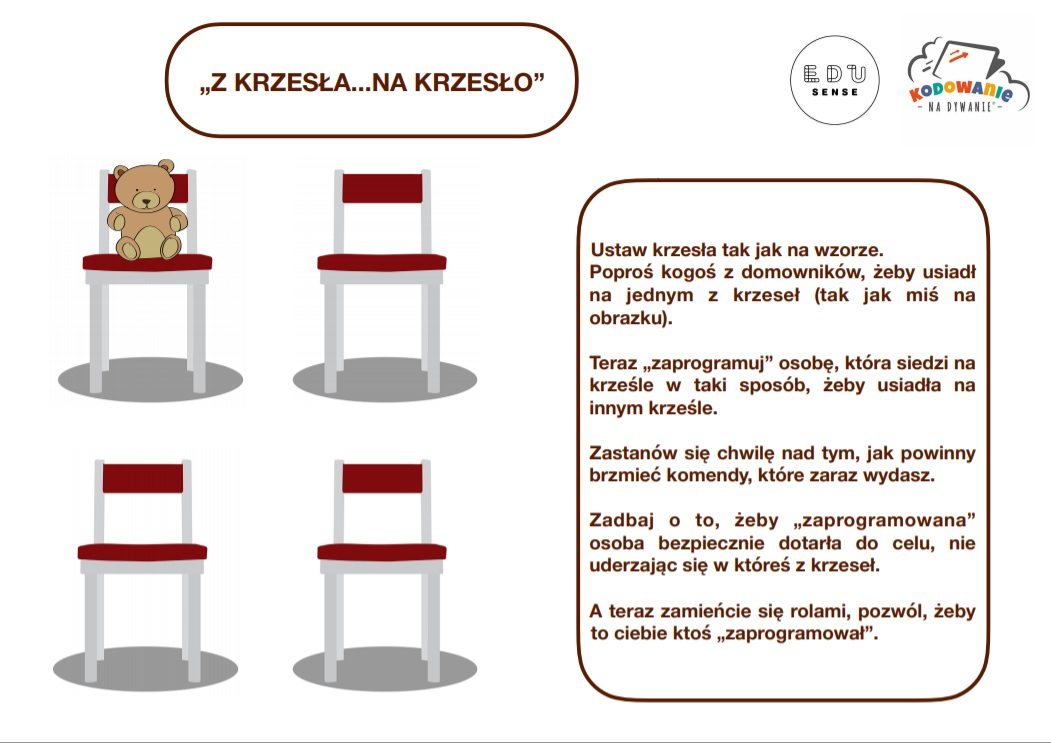 „Z KRZESŁA...NA KRZESŁO”
EDU
SENSE
KODOWANIE
- NA DYWANIE® -
Ustaw krzesła tak jak na wzorze.
Poproś kogoś z domowników, żeby usiadł
na jednym z krzeseł (tak jak miś na
obrazku).
Teraz „zaprogramuj” osobę, która siedzi na
krześle w taki sposób, żeby usiadła na
innym krześle.
Zastanów się chwilę nad tym, jak powinny
brzmieć komendy, które zaraz wydasz.
Zadbaj o to, żeby „zaprogramowana”
osoba bezpiecznie dotarła do celu, nie
uderzając się w któreś z krzeseł.
A teraz zamieńcie się rolami, pozwól, żeby
to ciebie ktoś „zaprogramował”.